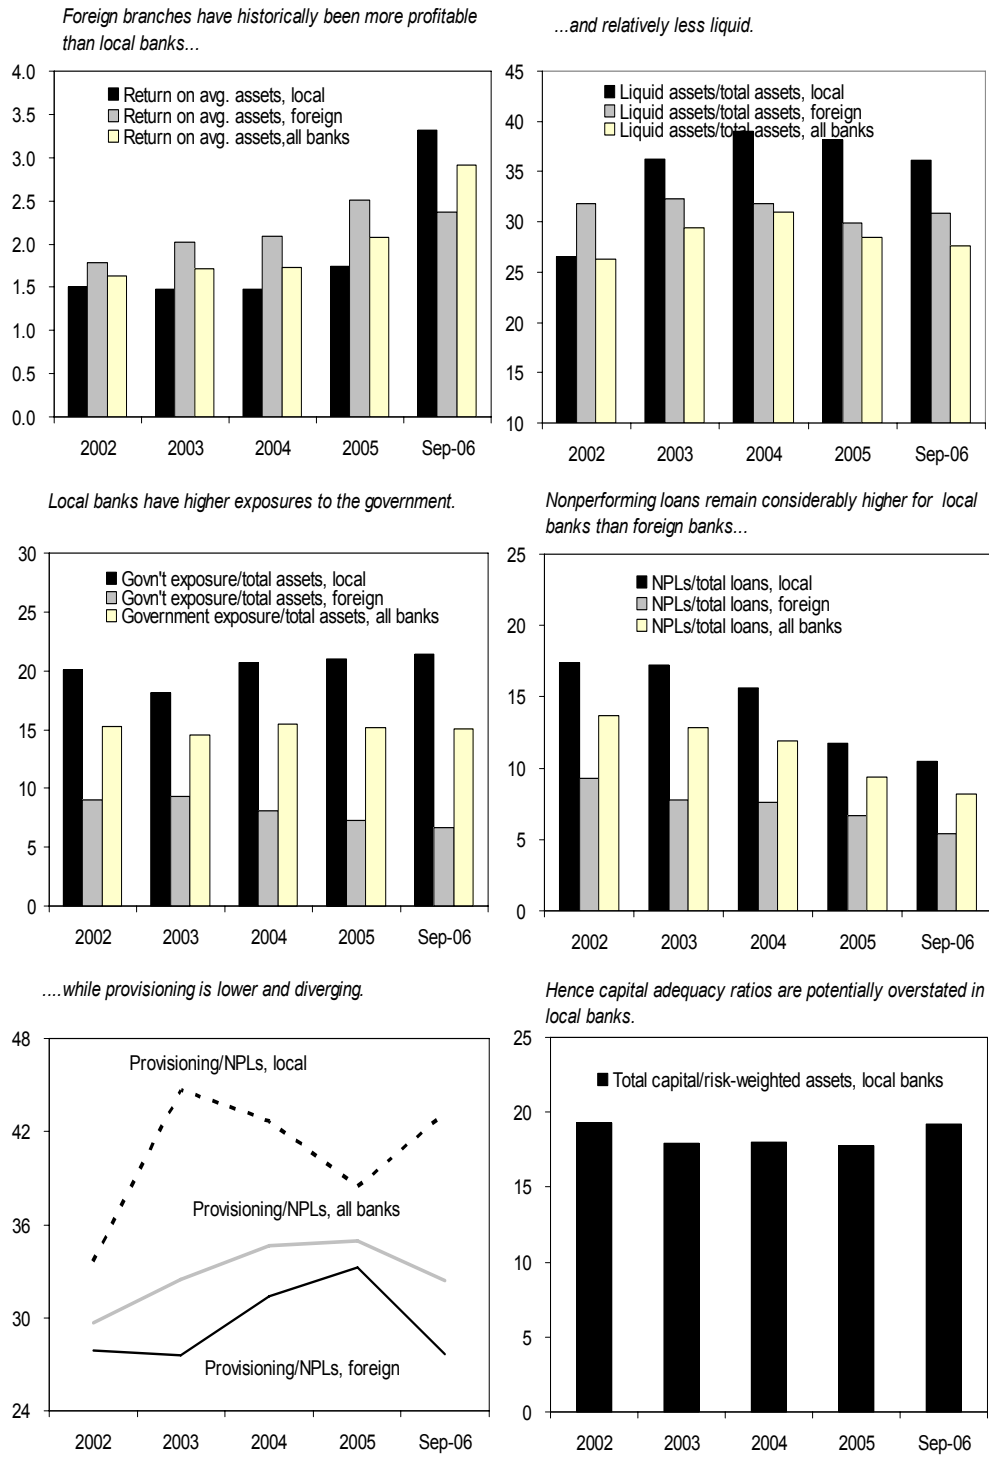 Foreign branches have historically been more profitable
than local banks...
4.0
3.5
3.0
2.5
2.0
1.5
1.0
0.5
0.0
Return on avg. assets, local
Return on avg. assets, foreign
Return on avg. assets,all banks
2002 2003 2004 2005 Sep-06
...and relatively less liquid.
45
40
35
30
25
20
15
10
Liquid assets/total assets, local
Liquid assets/total assets, foreign
Liquid assets/total assets, all banks
2002 2003 2004 2005 Sep-06
Local banks have higher exposures to the government.
30
25
20
15
10
5
0
Govn't exposure/total assets, local
Govn't exposure/total assets, foreign
Government exposure/total assets, all banks
2002 2003 2004 2005 Sep-06
Nonperforming loans remain considerably higher for local
banks than foreign banks...
25
20
15
10
5
0
NPLs/total loans, local
NPLs/total loans, foreign
NPLs/total loans, all banks
2002 2003 2004 2005 Sep-06
....while provisioning is lower and diverging.
48
42
36
30
24
Provisioning/NPLs, local
Provisioning/NPLs, all banks
Provisioning/NPLs, foreign
2002 2003 2004 2005 Sep-06
Hence capital adequacy ratios are potentially overstated in
local banks.
25
20
15
10
5
0
Total capital/risk-weighted assets, local banks
2002 2003 2004 2005 Sep-06